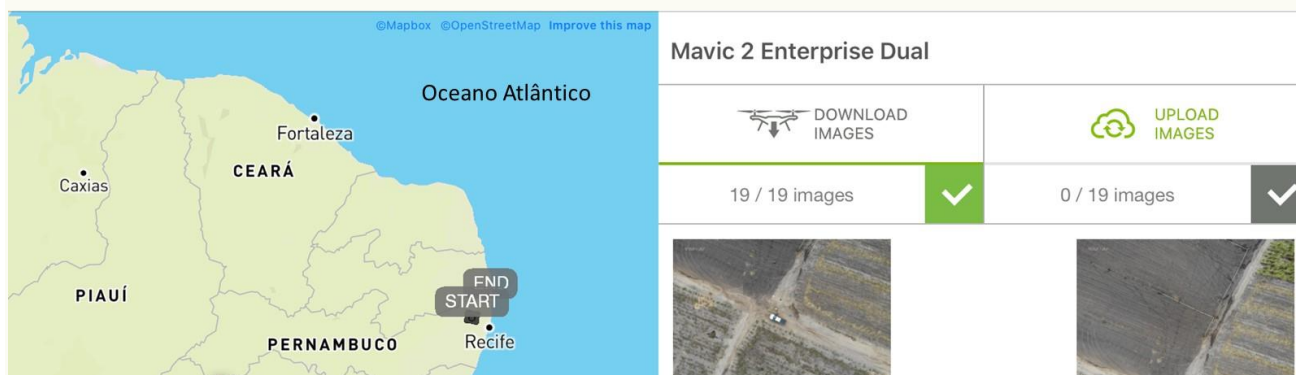 ©Mapbox ©OpenStreetMap Improve this map
Oceano Atlântico
Fortaleza
CEARÁ
Caxias
PIAUÍ
END
START
PERNAMBUCO
Recife
Mavic 2 Enterprise Dual
DOWNLOAD
IMAGES
UPLOAD
IMAGES
19 / 19 images
0 / 19 images